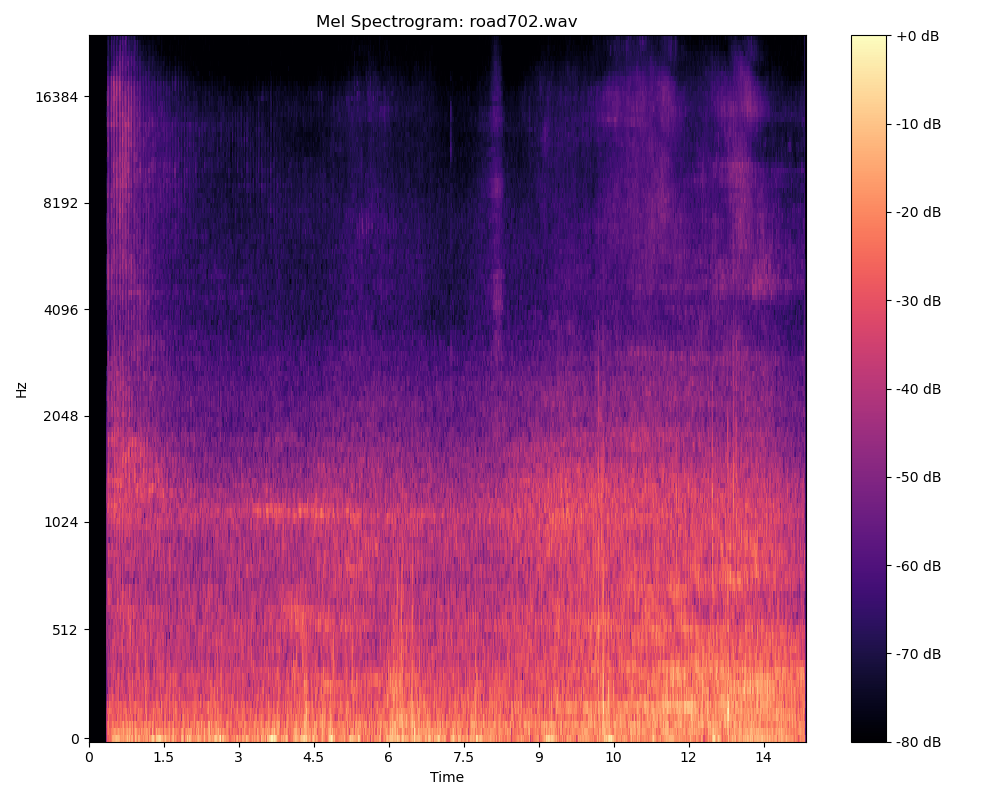 Mel Spectrogram: road702.wav
Hz
16384
8192
4096
2048
1024
512
0
0 1.5 3 4.5 6 7.5 9 10 12 14
Time
+0 dB
-10 dB
-20 dB
-30 dB
-40 dB
-50 dB
-60 dB
-70 dB
-80 dB